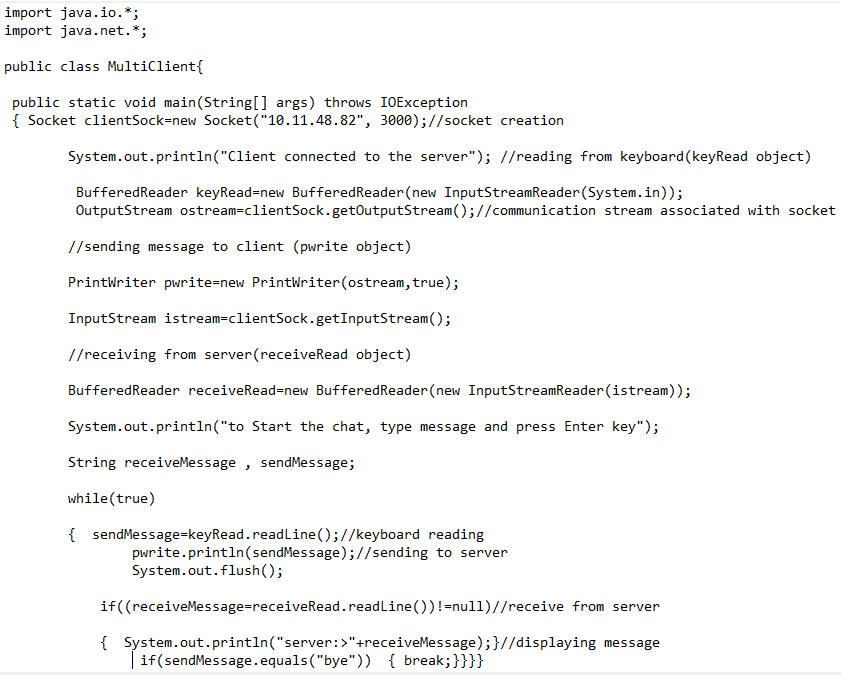 import java.io.*;
import java.net.*;
public class MultiClient{
public static void main(String[] args) throws IOException
{ Socket clientSock=new Socket("10.11.48.82", 3000);//socket creation
System.out.println("Client connected to the server"); //reading from keyboard(keyRead object)
BufferedReader keyRead=new BufferedReader(new InputStreamReader(System.in));
OutputStream ostream=clientSock.getOutputStream();//communication stream associated with socket
//sending message to client (pwrite object)
PrintWriter pwrite=new PrintWriter(ostream,true);
InputStream istream=clientSock.getInputStream();
//receiving from server(receiveRead object)
BufferedReader receiveRead=new BufferedReader(new InputStreamReader(istream));
System.out.println("to Start the chat, type message and press Enter key");
String receiveMessage , sendMessage;
while(true)
{  sendMessage=keyRead.readLine();//keyboard reading
pwrite.println(sendMessage);//sending to server
System.out.flush();
if((receiveMessage=receiveRead.readLine())!=null)//receive from server
{  System.out.println("server:>"+receiveMessage);}//displaying message
if(sendMessage.equals("bye"))  { break;}}}}